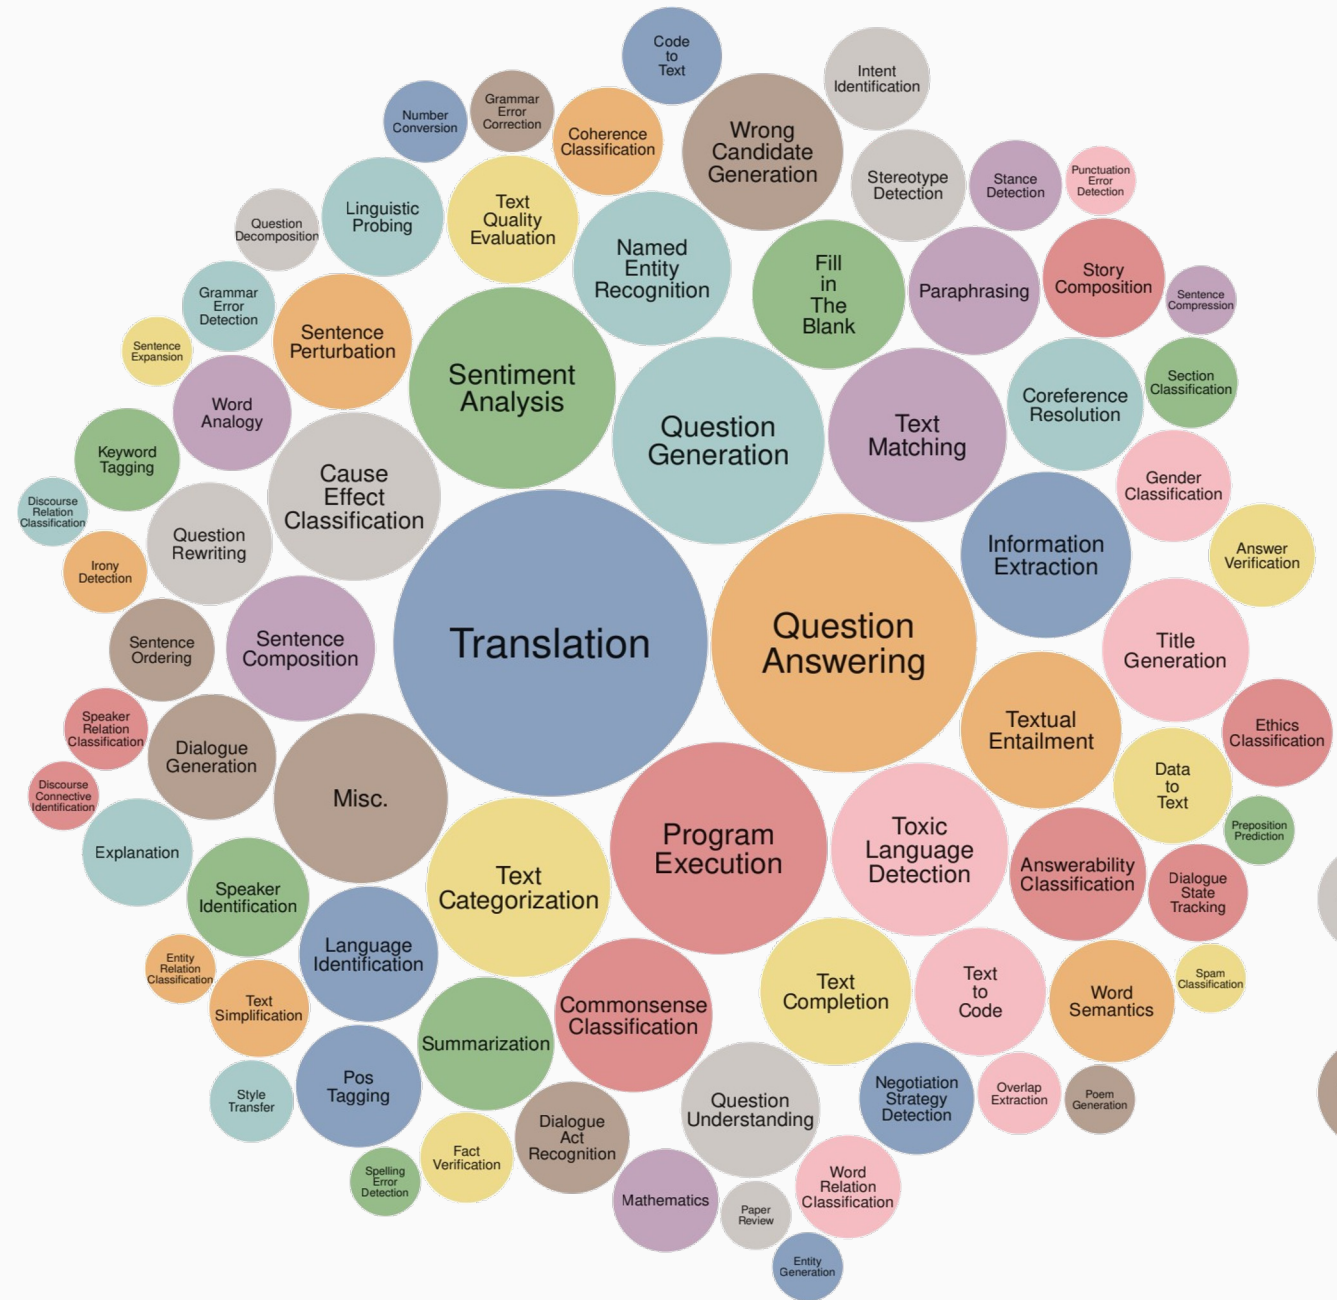 Code
to
Text
Intent
Identification
Number
Conversion
Grammar
Error
Correction
Coherence
Classification
Wrong
Candidate
Generation
Stereotype
Detection
Stance
Detection
Punctuation
Error
Detection
Question
Decomposition
Linguistic
Probing
Text
Quality
Evaluation
Named
Entity
Recognition
Fill
in
The
Blank
Paraphrasing
Story
Composition
Sentence
Compression
Grammar
Error
Detection
Sentence
Expansion
Sentence
Perturbation
Sentiment
Analysis
Question
Generation
Text
Matching
Coreference
Resolution
Section
Classification
Word
Analogy
Keyword
Tagging
Cause
Effect
Classification
Gender
Classification
Discourse
Relation
Classification
Question
Rewriting
Information
Extraction
Answer
Verification
Irony
Detection
Sentence
Ordering
Sentence
Composition
Translation
Question
Answering
Title
Generation
Speaker
Relation
Classification
Dialogue
Generation
Textual
Entailment
Ethics
Classification
Discourse
Connective
Identification
Misc.
Data
to
Text
Preposition
Prediction
Explanation
Program
Execution
Toxic
Language
Detection
Answerability
Classification
Dialogue
State
Tracking
Speaker
Identification
Text
Categorization
Entity
Relation
Classification
Language
Identification
Text
Simplification
Commonsense
Classification
Text
Completion
Text
to
Code
Word
Semantics
Spam
Classification
Summarization
Style
Transfer
Pos
Tagging
Question
Understanding
Negotiation
Strategy
Detection
Overlap
Extraction
Poem
Generation
Dialogue
Act
Recognition
Fact
Verification
Spelling
Error
Detection
Mathematics
Paper
Review
Word
Relation
Classification
Entity
Generation